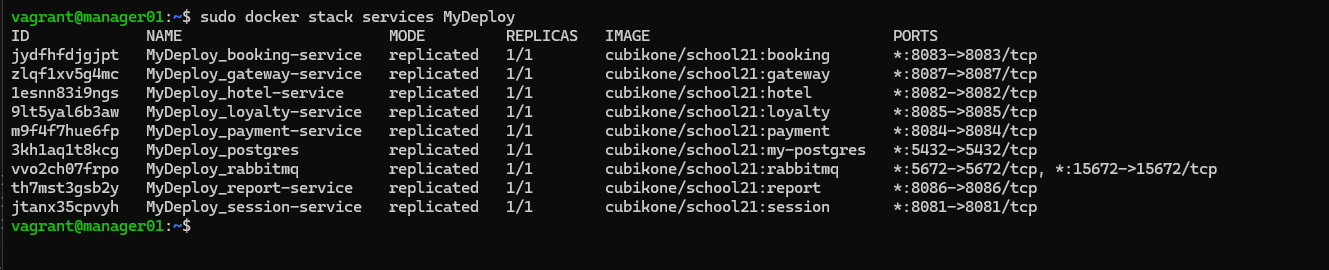 vagrant@manager01:~$ sudo docker stack services MyDeploy
ID NAME MODE REPLICAS IMAGE PORTS
jydfhfdjgjpt MyDeploy_booking-service replicated 1/1 cubikone/school21:booking *:8083->8083/tcp
zlqf1xv5g4mc MyDeploy_gateway-service replicated 1/1 cubikone/school21:gateway *:8087->8087/tcp
1esnn83i9ngs MyDeploy_hotel-service replicated 1/1 cubikone/school21:hotel *:8082->8082/tcp
9lt5yal6b3aw MyDeploy_loyalty-service replicated 1/1 cubikone/school21:loyalty *:8085->8085/tcp
m9f4f7hue6fp MyDeploy_payment-service replicated 1/1 cubikone/school21:payment *:8084->8084/tcp
3kh1aq1t8kcg MyDeploy_postgres replicated 1/1 cubikone/school21:my-postgres *:5432->5432/tcp
vvo2ch07frpo MyDeploy_rabbitmq replicated 1/1 cubikone/school21:rabbitmq *:5672->5672/tcp, *:15672->15672/tcp
th7mst3gsb2y MyDeploy_report-service replicated 1/1 cubikone/school21:report *:8086->8086/tcp
jtanx35cpvyh MyDeploy_session-service replicated 1/1 cubikone/school21:session *:8081->8081/tcp
vagrant@manager01:~$